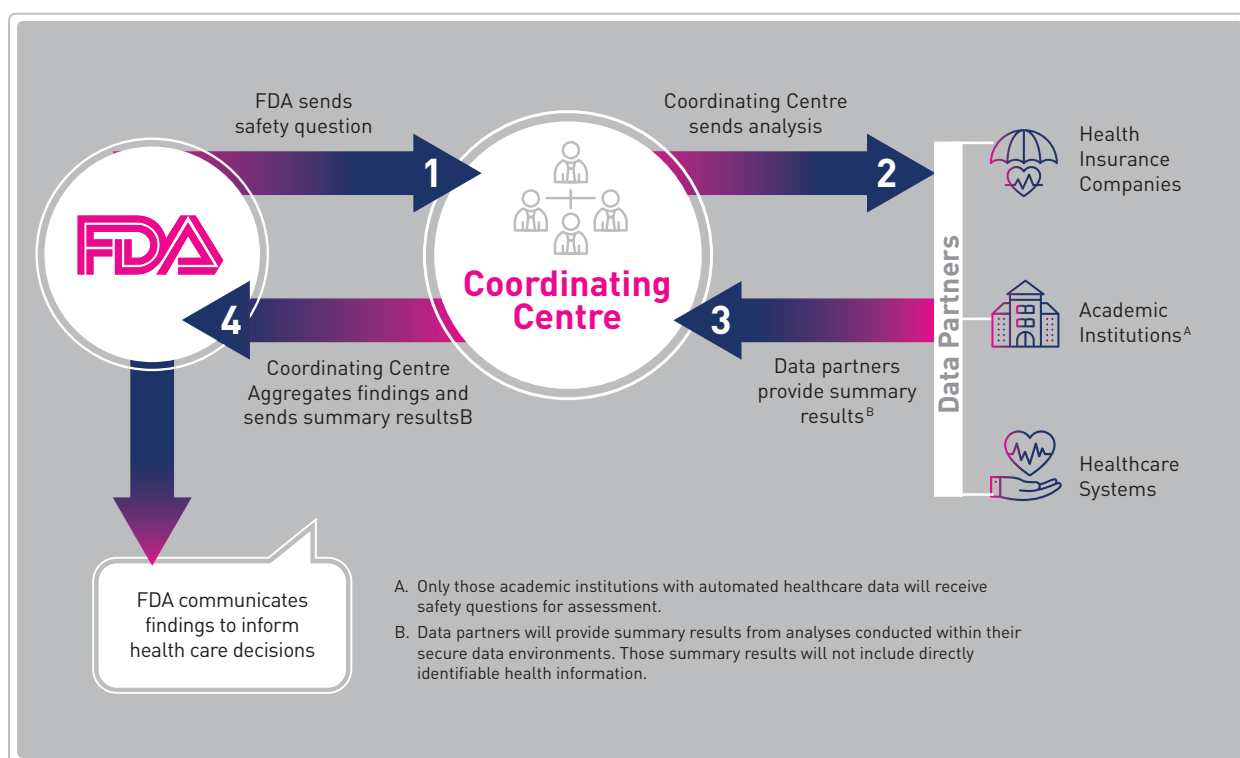 FDA sends
safety question
1
Coordinating Centre
sends analysis
2
FDA
Coordinating
Centre
4
Coordinating Centre
Aggregates findings and
sends summary resultsB
3
Data partners
provide summary
resultsᴮ
Data Partners
Health
Insurance
Companies
Academic
Institutionsᴬ
Healthcare
Systems
FDA communicates
findings to inform
health care decisions
A. Only those academic institutions with automated healthcare data will receive
safety questions for assessment.
B. Data partners will provide summary results from analyses conducted within their
secure data environments. Those summary results will not include directly
identifiable health information.